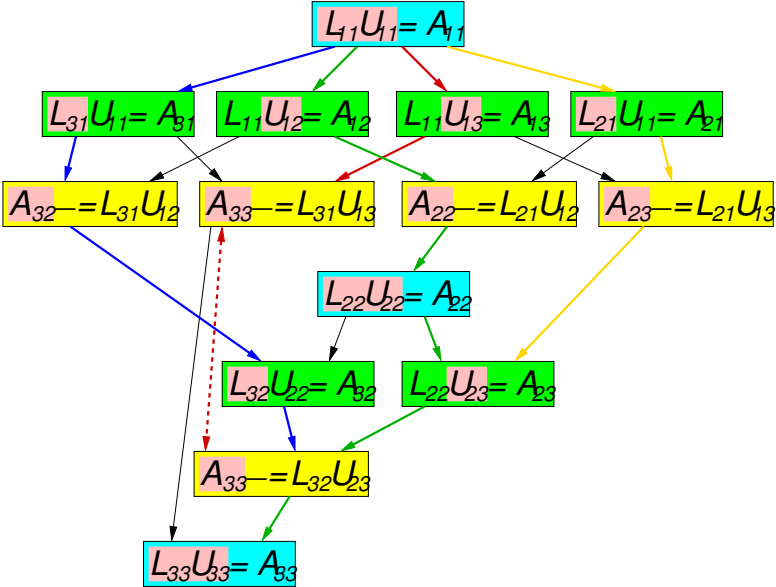 L₁₁U₁₁= A₁₁
L₃₁U₁₁= A₃₁ L₁₁U₁₂= A₁₂ L₁₁U₁₃= A₁₃ L₂₁U₁₁= A₂₁
A₃₂—=L₃₁U₁₂ A₃₃—=L₃₁U₁₃ A₂₂—=L₂₁U₁₂ A₂₃—=L₂₁U₁₃
L₂₂U₂₂= A₂₂
L₃₂U₂₂= A₃₂ L₂₂U₂₃= A₂₃
A₃₃—=L₃₂U₂₃
L₃₃U₃₃= A₃₃